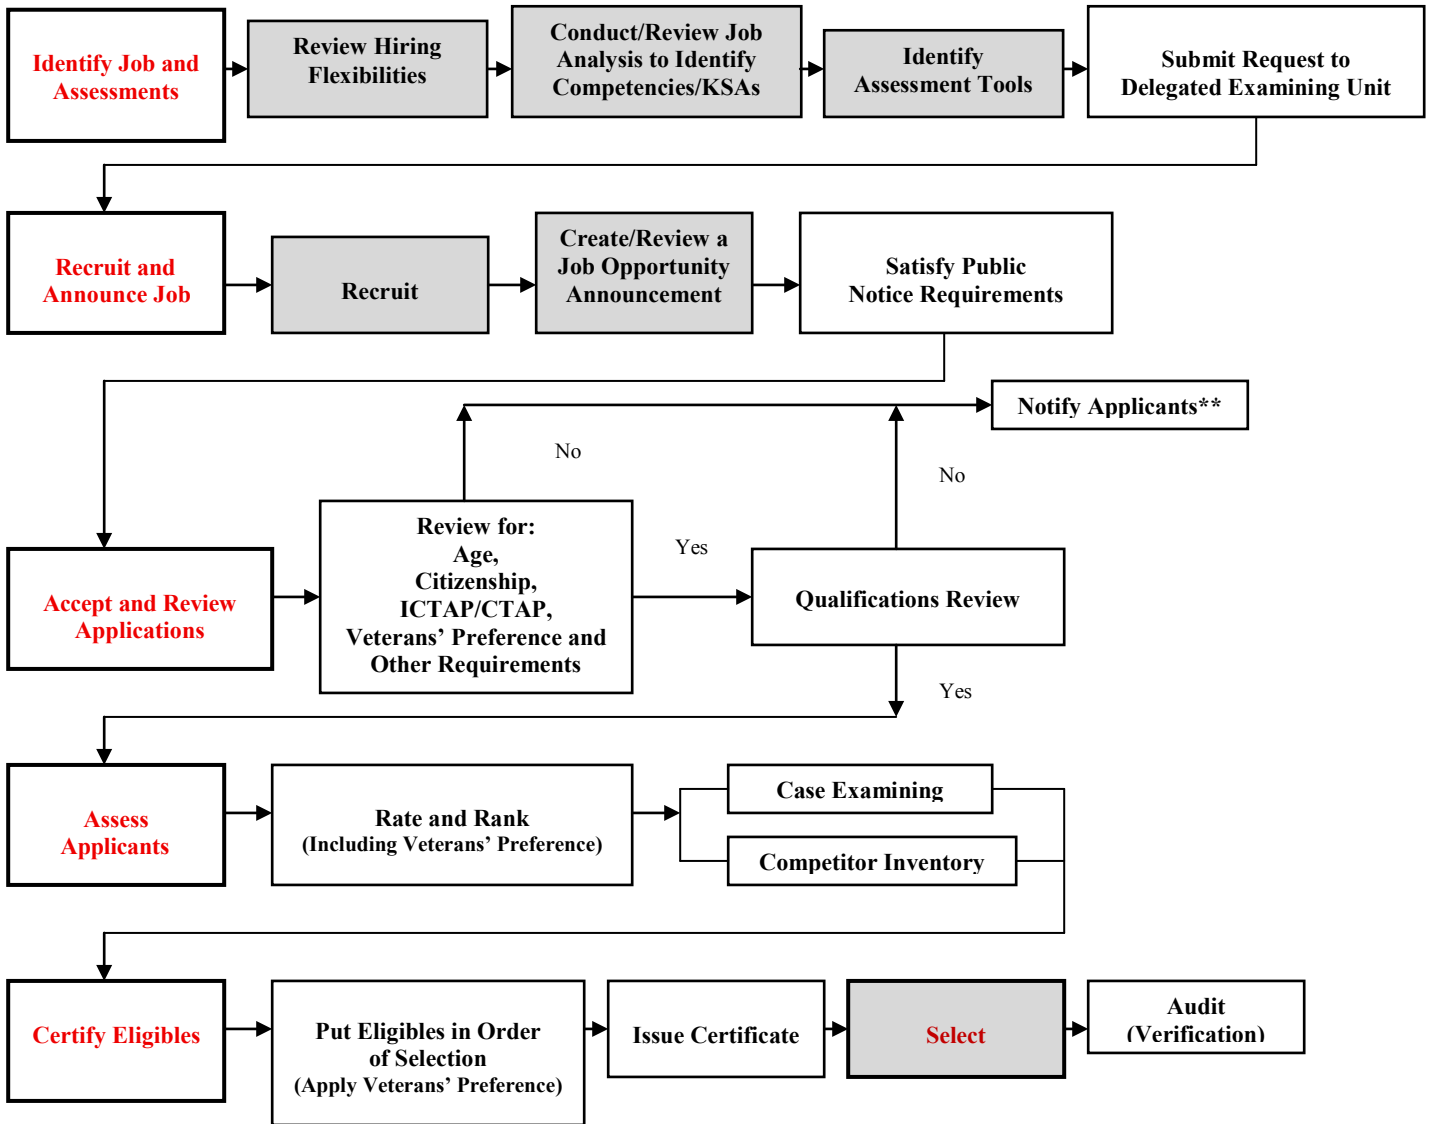 Identify Job and
Assessments
Review Hiring
Flexibilities
Conduct/Review Job
Analysis to Identify
Competencies/KSAs
Identify
Assessment Tools
Submit Request to
Delegated Examining Unit
Recruit and
Announce Job
Recruit
Create/Review a
Job Opportunity
Announcement
Satisfy Public
Notice Requirements
Notify Applicants**
No
No
Accept and Review
Applications
Review for:
Age,
Citizenship,
ICTAP/CTAP,
Veterans’ Preference and
Other Requirements
Yes
Qualifications Review
Yes
Assess
Applicants
Rate and Rank
(Including Veterans’ Preference)
Case Examining
Competitor Inventory
Certify Eligibles
Put Eligibles in Order
of Selection
(Apply Veterans’ Preference)
Issue Certificate
Select
Audit
(Verification)